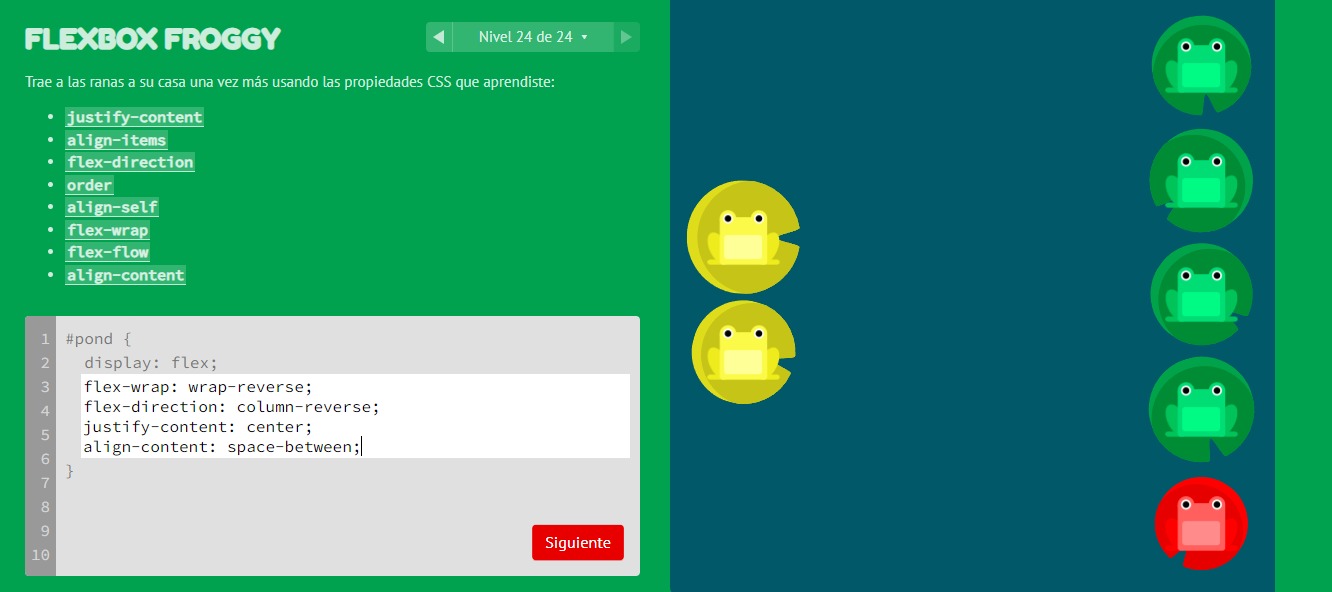 FLEXBOX FROGGY
Nivel 24 de 24
Trae a las ranas a su casa una vez más usando las propiedades CSS que aprendiste:
justify-content
align-items
flex-direction
order
align-self
flex-wrap
flex-flow
align-content
1 #pond {
2 display: flex;
3 flex-wrap: wrap-reverse;
4 flex-direction: column-reverse;
5 justify-content: center;
6 align-content: space-between;
7 }
8
9
10
Siguiente